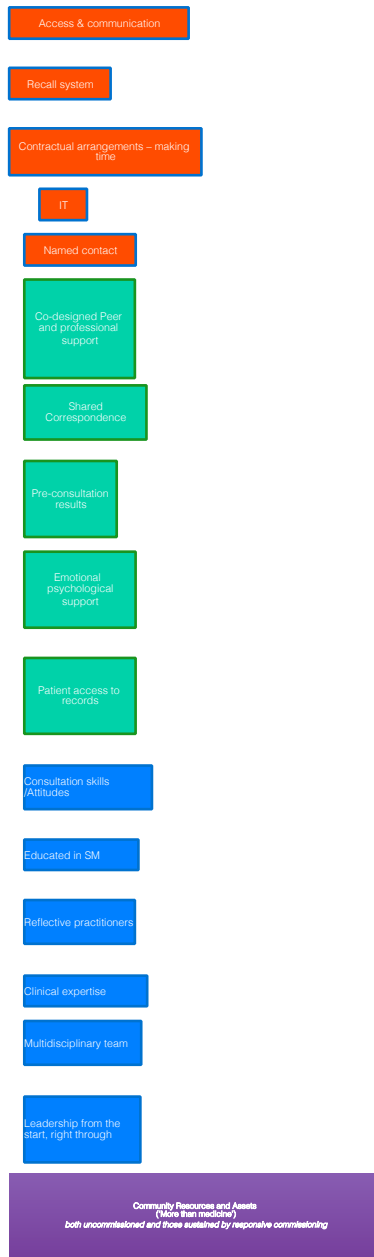 Access & communication
Recall system
Contractual arrangements – making
time
IT
Named contact
Co-designed Peer
and professional
support
Shared
Correspondence
Pre-consultation
results
Emotional
psychological
support
Patient access to
records
Consultation skills
/Attitudes
Educated in SM
Reflective practitioners
Clinical expertise
Multidisciplinary team
Leadership from the
start, right through
Community Resources and Assets
('More than medicine')
both uncommissioned and those sustained by responsive commissioning